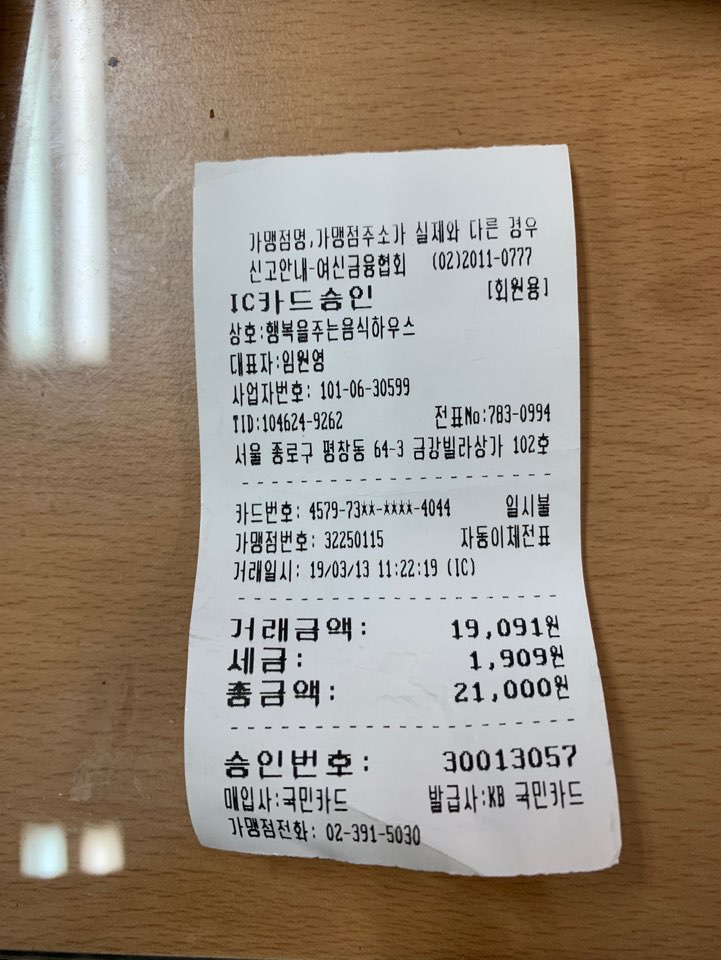 가맹점명,가맹점주소가 실제와 다른 경우
신고안내-여신금융협회 (02)2011-0777
IC카드승인 [회원용]
상호:행복을주는음식하우스
대표자:임원영
사업자번호: 101-06-30599
TID:104624-9262 전표No:783-0994
서울 종로구 평창동 64-3 금강빌라상가 102호
카드번호: 4579-73**-****-4044 일시불
가맹점번호: 32250115 자동이체전표
거래일시: 19/03/13 11:22:19 (IC)
거래금액: 19,091원
세금: 1,909원
총금액: 21,000원
승인번호: 30013057
매입사:국민카드 발급사:KB 국민카드
가맹점전화: 02-391-5030